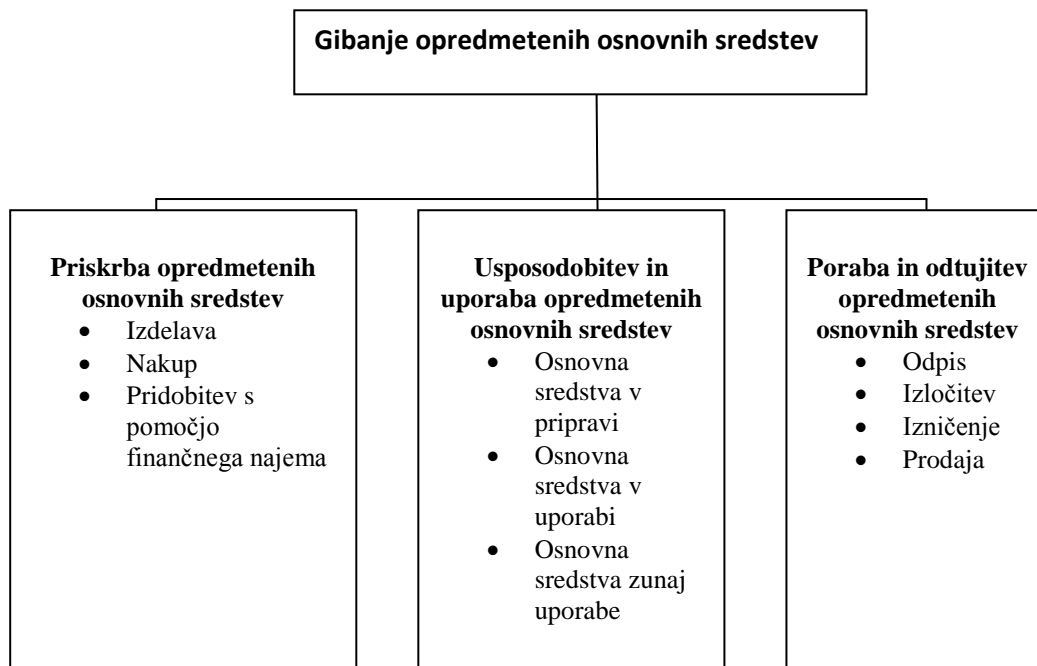 Gibanje opredmetenih osnovnih sredstev
Priskrba opredmetenih
osnovnih sredstev
• Izdelava
• Nakup
• Pridobitev s
pomočjo
finančnega najema
Usposodobitev in
uporaba opredmetenih
osnovnih sredstev
• Osnovna
sredstva v
pripravi
• Osnovna
sredstva v
uporabi
• Osnovna
sredstva zunaj
uporabe
Poraba in odtujitev
opredmetenih
osnovnih sredstev
• Odpis
• Izločitev
• Izničenje
• Prodaja